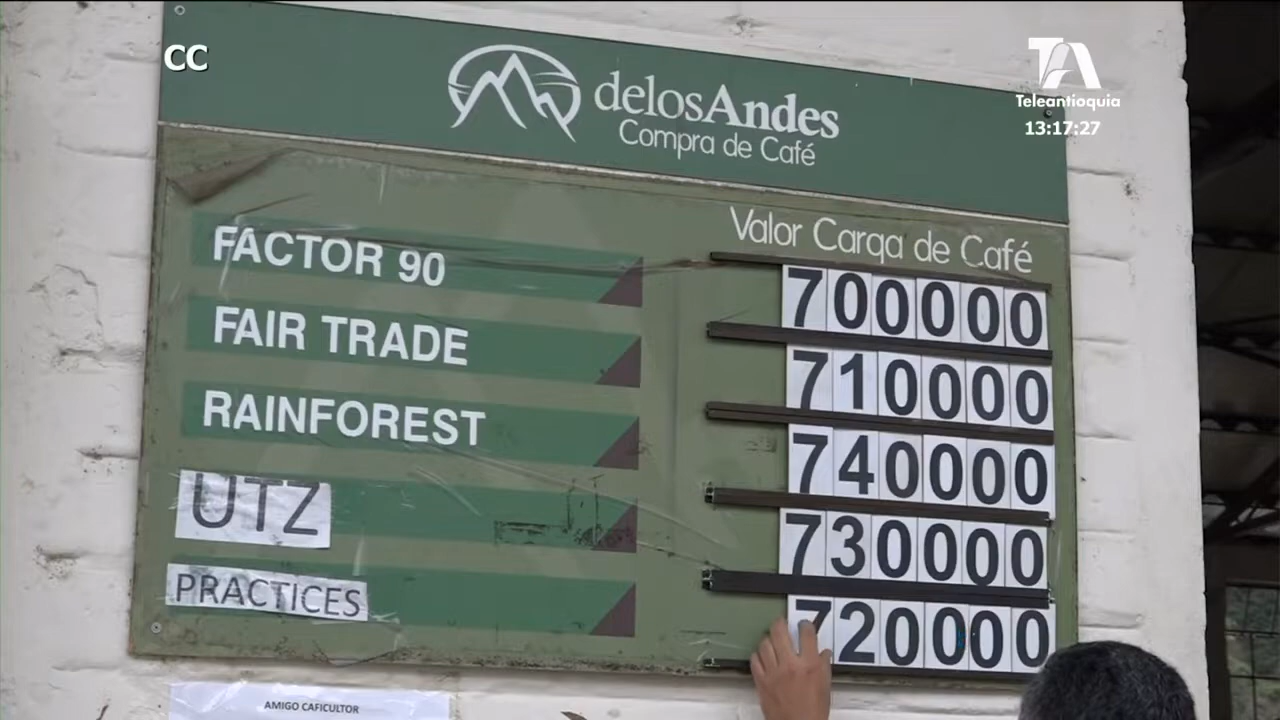 CC
Teleantioquia
13:17:27
delosAndes
Compra de Café
Valor Carga de Café
FACTOR 90 700000
FAIR TRADE 710000
RAINFOREST 740000
UTZ 730000
PRACTICES 720000
AMIGO CAFICULTOR